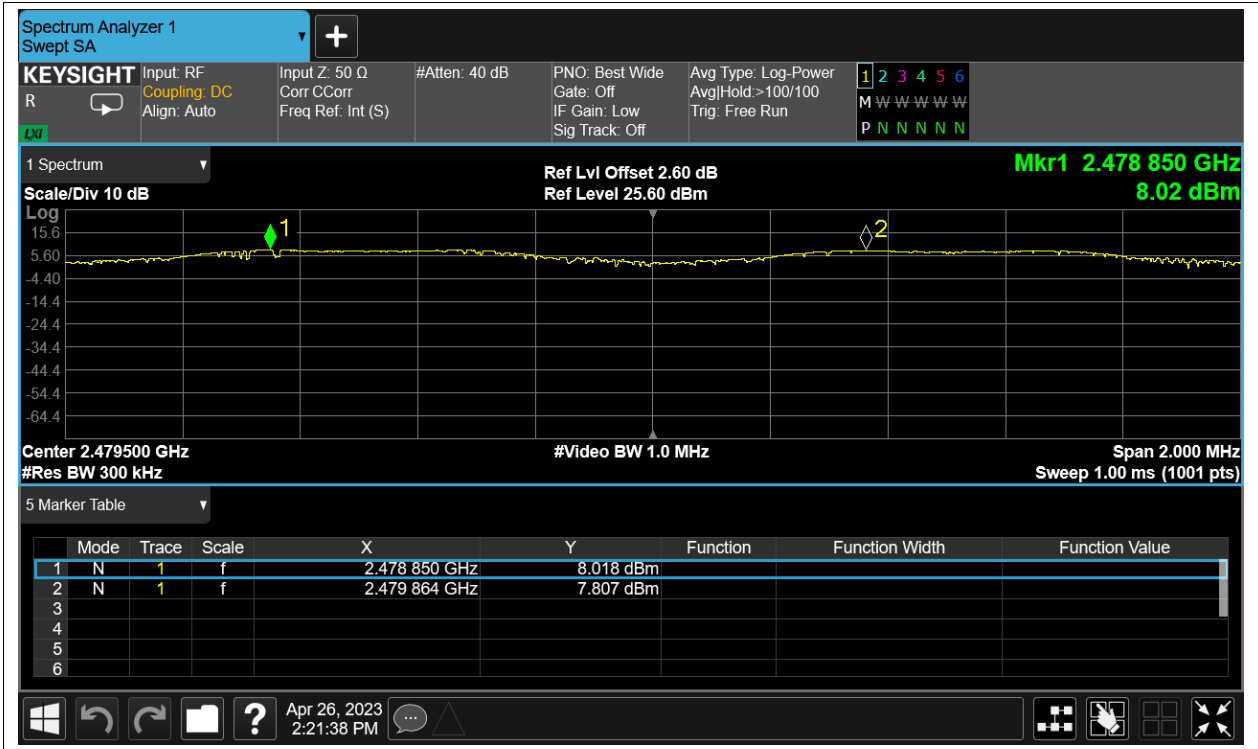 Spectrum Analyzer 1
Swept SA
+
KEYSIGHT
R
LXI
Input: RF
Coupling: DC
Align: Auto
Input Z: 50 Ω
Corr CCorr
Freq Ref: Int (S)
#Atten: 40 dB
PNO: Best Wide
Gate: Off
IF Gain: Low
Sig Track: Off
Avg Type: Log-Power
Avg|Hold:>100/100
Trig: Free Run
1 2 3 4 5 6
M W W W W W
P N N N N N
1 Spectrum
Scale/Div 10 dB
Ref Lvl Offset 2.60 dB
Ref Level 25.60 dBm
Mkr1 2.478 850 GHz
8.02 dBm
Log
15.6
5.60
-4.40
-14.4
-24.4
-34.4
-44.4
-54.4
-64.4
1
2
Center 2.479500 GHz
#Res BW 300 kHz
#Video BW 1.0 MHz
Span 2.000 MHz
Sweep 1.00 ms (1001 pts)
5 Marker Table
Mode Trace Scale X Y Function Function Width Function Value
1 N 1 f 2.478 850 GHz 8.018 dBm
2 N 1 f 2.479 864 GHz 7.807 dBm
3
4
5
6
?
Apr 26, 2023
2:21:38 PM